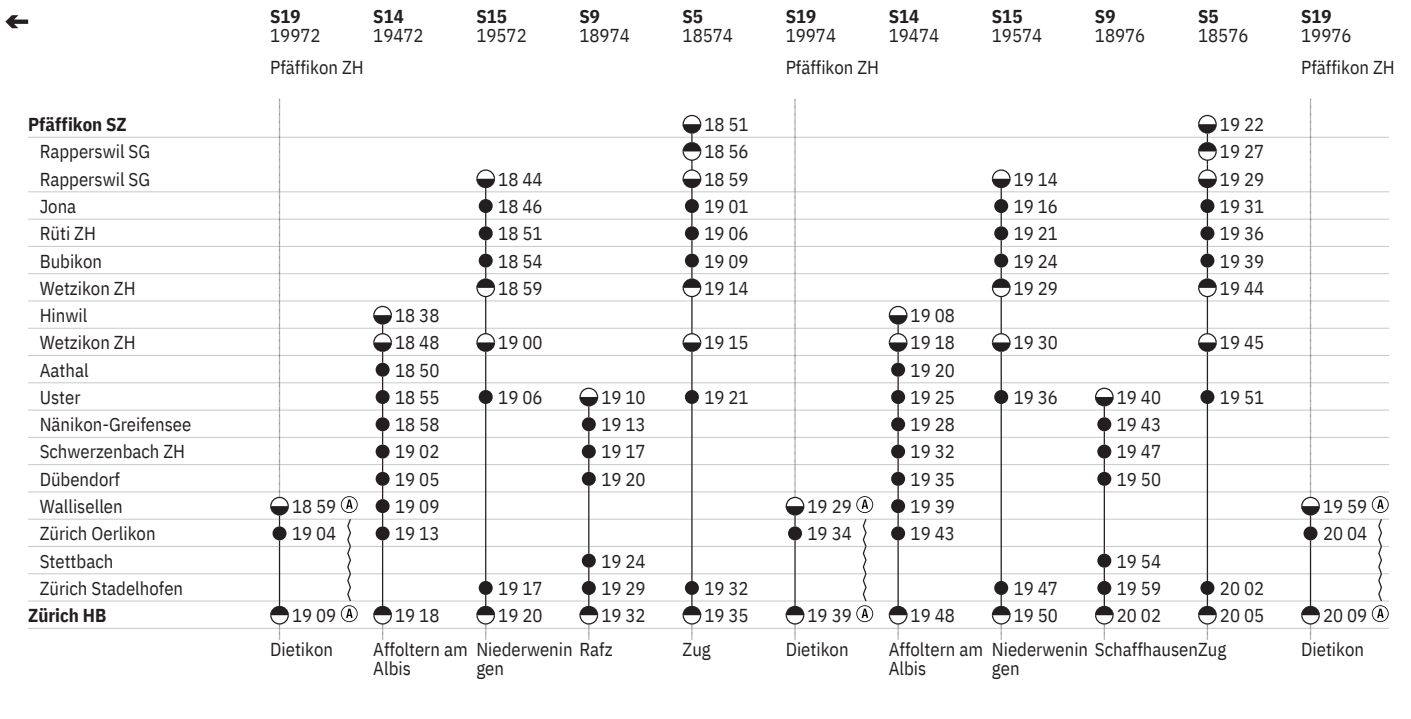 S19 S14 S15 S9 S5 S19 S14 S15 S9 S5 S19
19972 19472 19572 18974 18574 19974 19474 19574 18976 18576 19976
Pfäffikon ZH Pfäffikon ZH Pfäffikon ZH
Pfäffikon SZ 18 51 19 22
Rapperswil SG 18 56 19 27
Rapperswil SG 18 44 18 59 19 14 19 29
Jona 18 46 19 01 19 16 19 31
Rüti ZH 18 51 19 06 19 21 19 36
Bubikon 18 54 19 09 19 24 19 39
Wetzikon ZH 18 59 19 14 19 29 19 44
Hinwil 18 38 19 08
Wetzikon ZH 18 48 19 00 19 15 19 18 19 30 19 45
Aathal 18 50 19 20
Uster 18 55 19 06 19 10 19 21 19 25 19 36 19 40 19 51
Nänikon-Greifensee 18 58 19 13 19 28 19 43
Schwerzenbach ZH 19 02 19 17 19 32 19 47
Dübendorf 19 05 19 20 19 35 19 50
Wallisellen 18 59 Ⓐ 19 09 19 29 Ⓐ 19 39 19 59 Ⓐ
Zürich Oerlikon 19 04 19 13 19 34 19 43 20 04
Stettbach 19 24 19 54
Zürich Stadelhofen 19 17 19 29 19 32 19 47 19 59 20 02
Zürich HB 19 09 Ⓐ 19 18 19 20 19 32 19 35 19 39 Ⓐ 19 48 19 50 20 02 20 05 20 09 Ⓐ
Dietikon Affoltern am Niederwenin Rafz Zug Dietikon Affoltern am Niederwenin Schaffhausen Zug Dietikon
Albis gen Albis gen